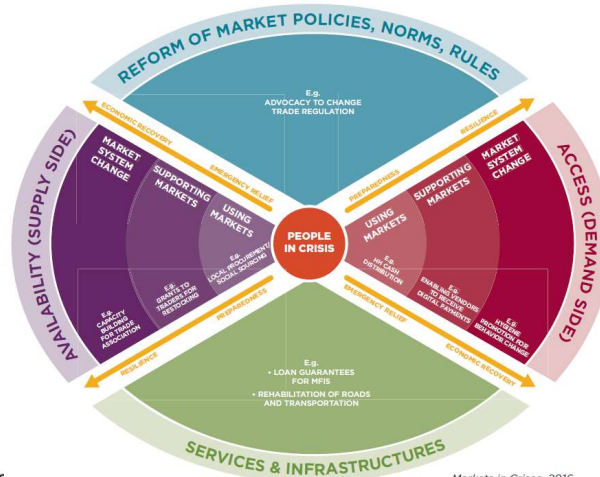 REFORM OF MARKET POLICIES, NORMS, RULES
E.g.
ADVOCACY TO CHANGE
TRADE REGULATION
ECONOMIC RECOVERY
EMERGENCY RELIEF
PREPAREDNESS
RESILIENCE
AVAILABILITY (SUPPLY SIDE)
MARKET
SYSTEM
CHANGE
E.g.
CAPACITY
BUILDING
FOR TRADE
ASSOCIATION
SUPPORTING
MARKETS
E.g.
GRANTS TO
TRADERS FOR
RESTOCKING
USING
MARKETS
E.g.
LOCAL PROCUREMENT/
SOCIAL SOURCING
PEOPLE
IN CRISIS
USING
MARKETS
E.g.
HH CASH
DISTRIBUTION
SUPPORTING
MARKETS
E.g.
ENABLING VENDORS
TO RECEIVE
DIGITAL PAYMENTS
MARKET
SYSTEM
CHANGE
E.g.
HYGIENE
PROMOTION FOR
BEHAVIOR CHANGE
ACCESS (DEMAND SIDE)
RESILIENCE
PREPAREDNESS
EMERGENCY RELIEF
ECONOMIC RECOVERY
E.g.
• LOAN GUARANTEES
FOR MFIS
• REHABILITATION OF ROADS
AND TRANSPORTATION
SERVICES & INFRASTRUCTURES
Markets in Crises, 2016